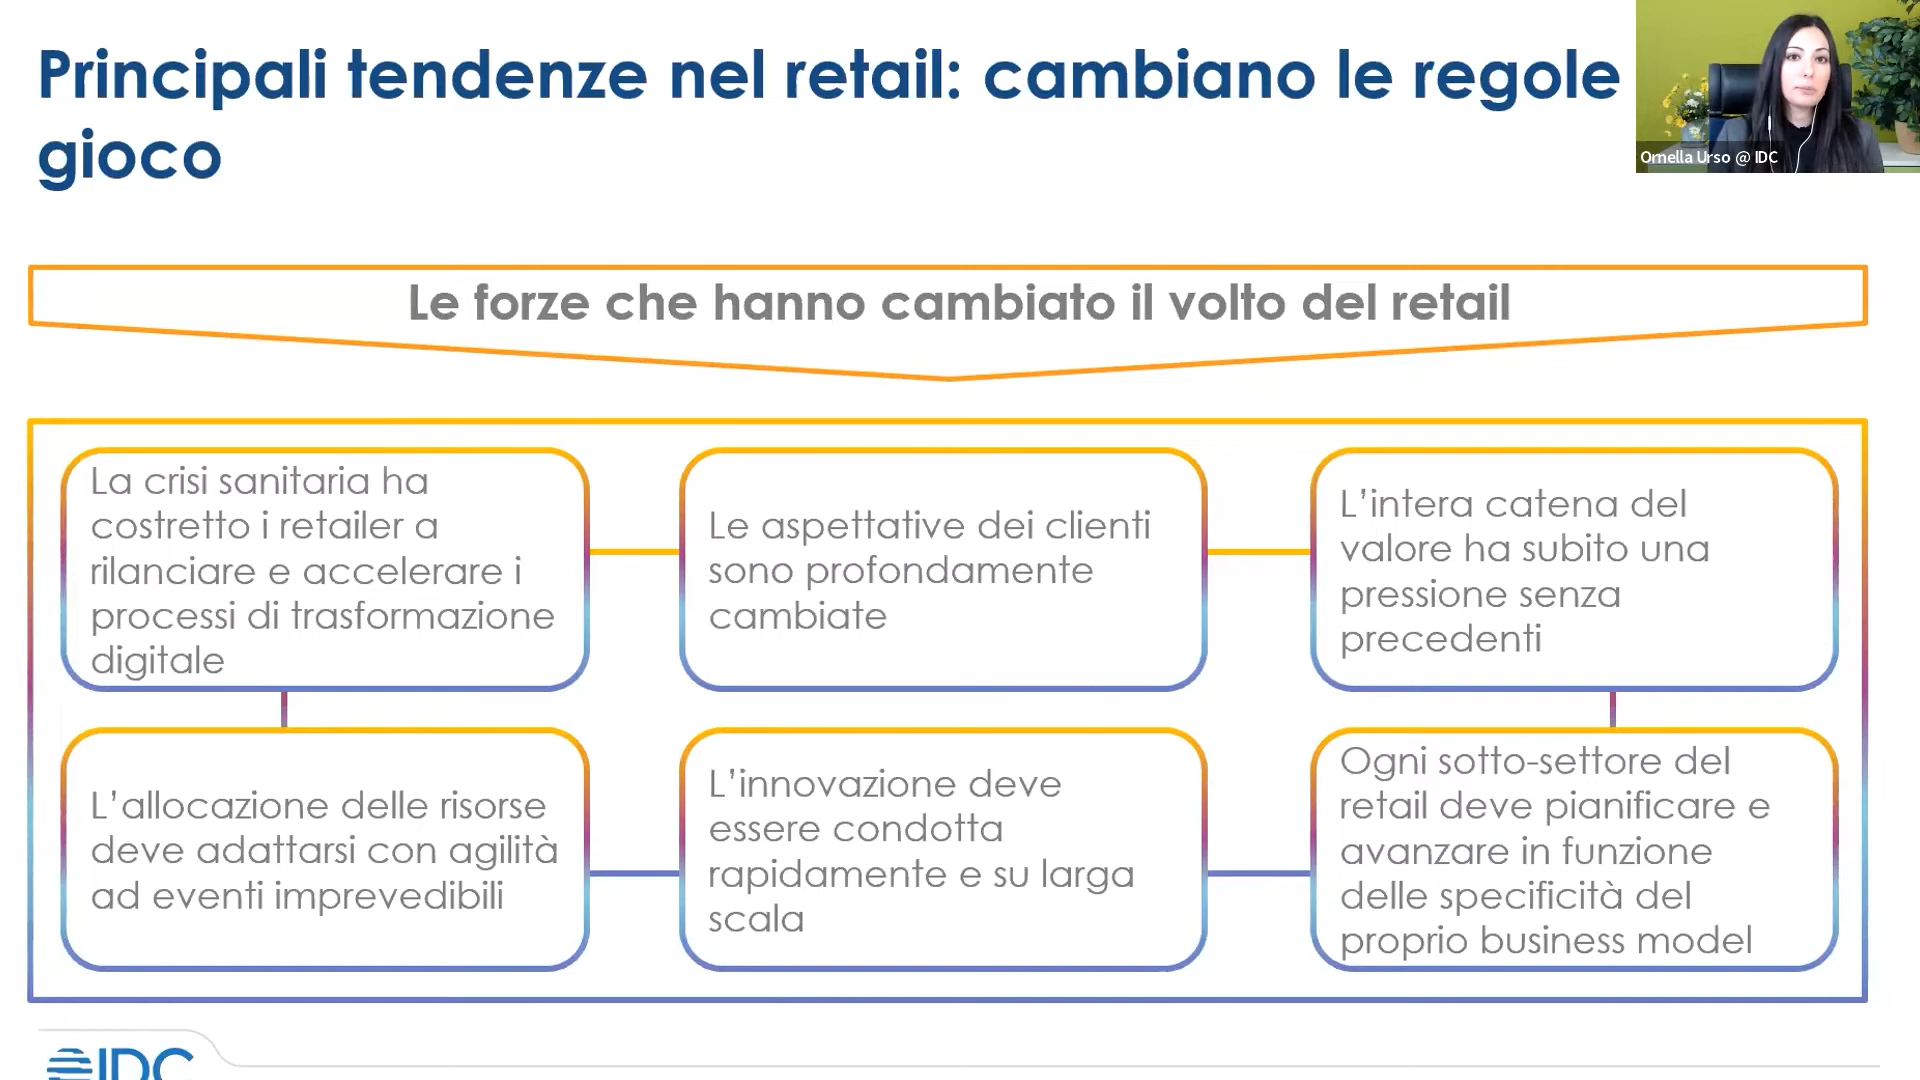 Principali tendenze nel retail: cambiano le regole
gioco
Ornella Urso @ IDC
Le forze che hanno cambiato il volto del retail
La crisi sanitaria ha
costretto i retailer a
rilanciare e accelerare i
processi di trasformazione
digitale
Le aspettative dei clienti
sono profondamente
cambiate
L’intera catena del
valore ha subito una
pressione senza
precedenti
L’allocazione delle risorse
deve adattarsi con agilità
ad eventi imprevedibili
L’innovazione deve
essere condotta
rapidamente e su larga
scala
Ogni sotto-settore del
retail deve pianificare e
avanzare in funzione
delle specificità del
proprio business model
IDC